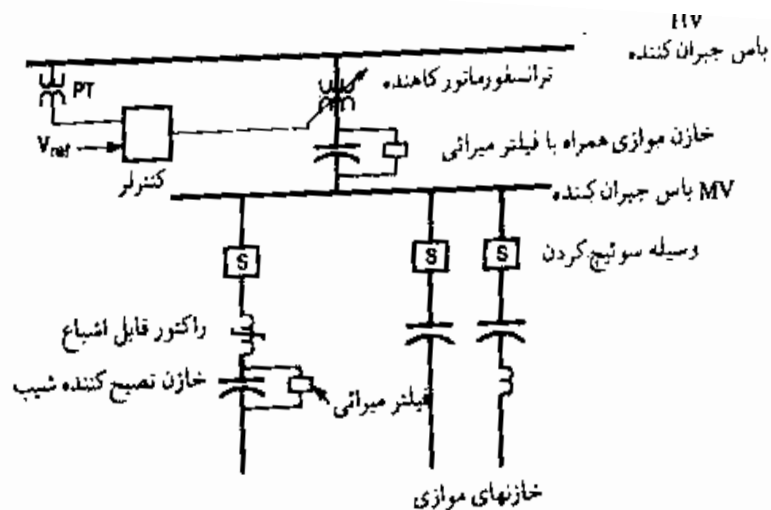 HV
باس جبران کننده
ترانسفورماتور کاهنده
PT
خازن موازی همراه با فیلتر میرائی
Vref
کنترلر
باس جبران کننده MV
S
S
S
وسیله سوئیچ کردن
راکتور قابل اشباع
خازن تصیح کننده شیب
فیلتر میرائی
خازنهای موازی